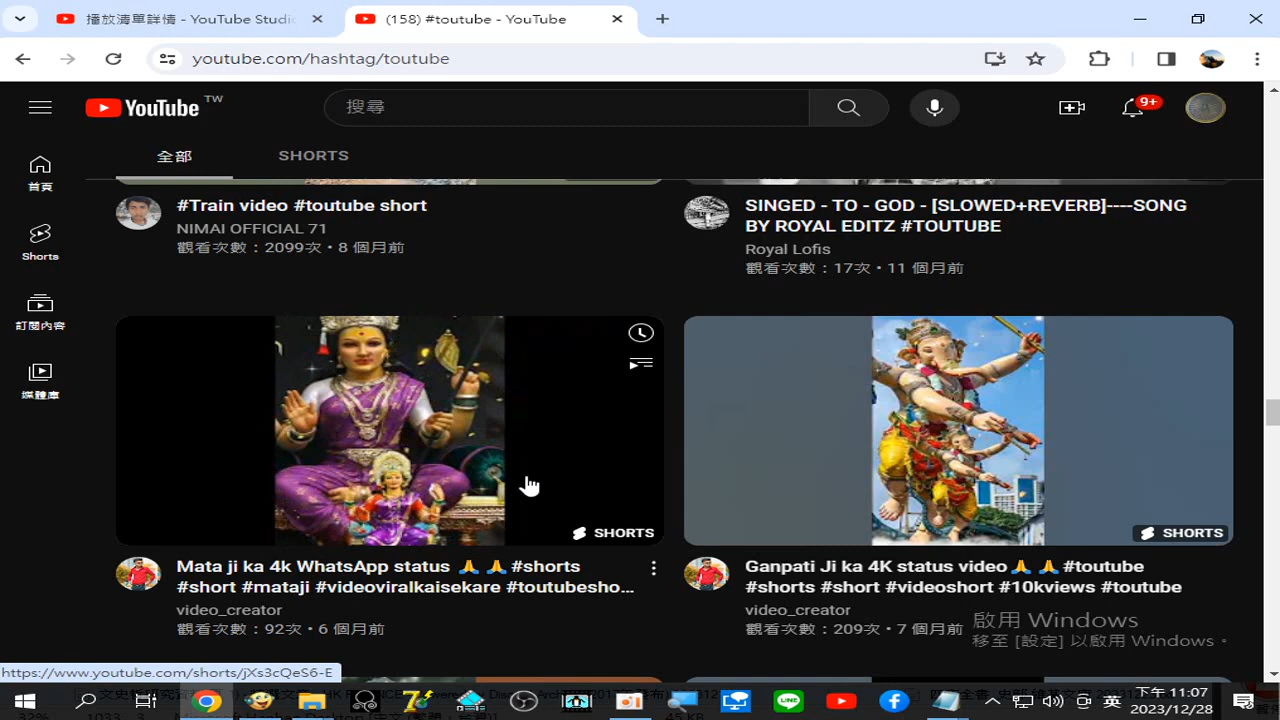 播放清單詳情 - YouTube Studi
(158) #toutube - YouTube
youtube.com/hashtag/toutube
YouTube TW
搜尋
9+
全部
SHORTS
首頁
Shorts
訂閱內容
媒體庫
#Train video #toutube short
NIMAI OFFICIAL 71
觀看次數：2099次 • 8 個月前
SINGED - TO - GOD - [SLOWED+REVERB]----SONG
BY ROYAL EDITZ #TOUTUBE
Royal Lofis
觀看次數：17次 • 11 個月前
SHORTS
SHORTS
Mata ji ka 4k WhatsApp status 🙏🙏#shorts
#short #mataji #videoviralkaisekare #toutubesho...
video_creator
觀看次數：92次 • 6 個月前
Ganpati Ji ka 4K status video🙏🙏#toutube
#shorts #short #videoshort #10kviews #toutube
video_creator
觀看次數：209次 • 7 個月前
啟用 Windows
移至 [設定] 以啟用 Windows。
https://www.youtube.com/shorts/jXs3cQeS6-E
英
下午 11:07
2023/12/28